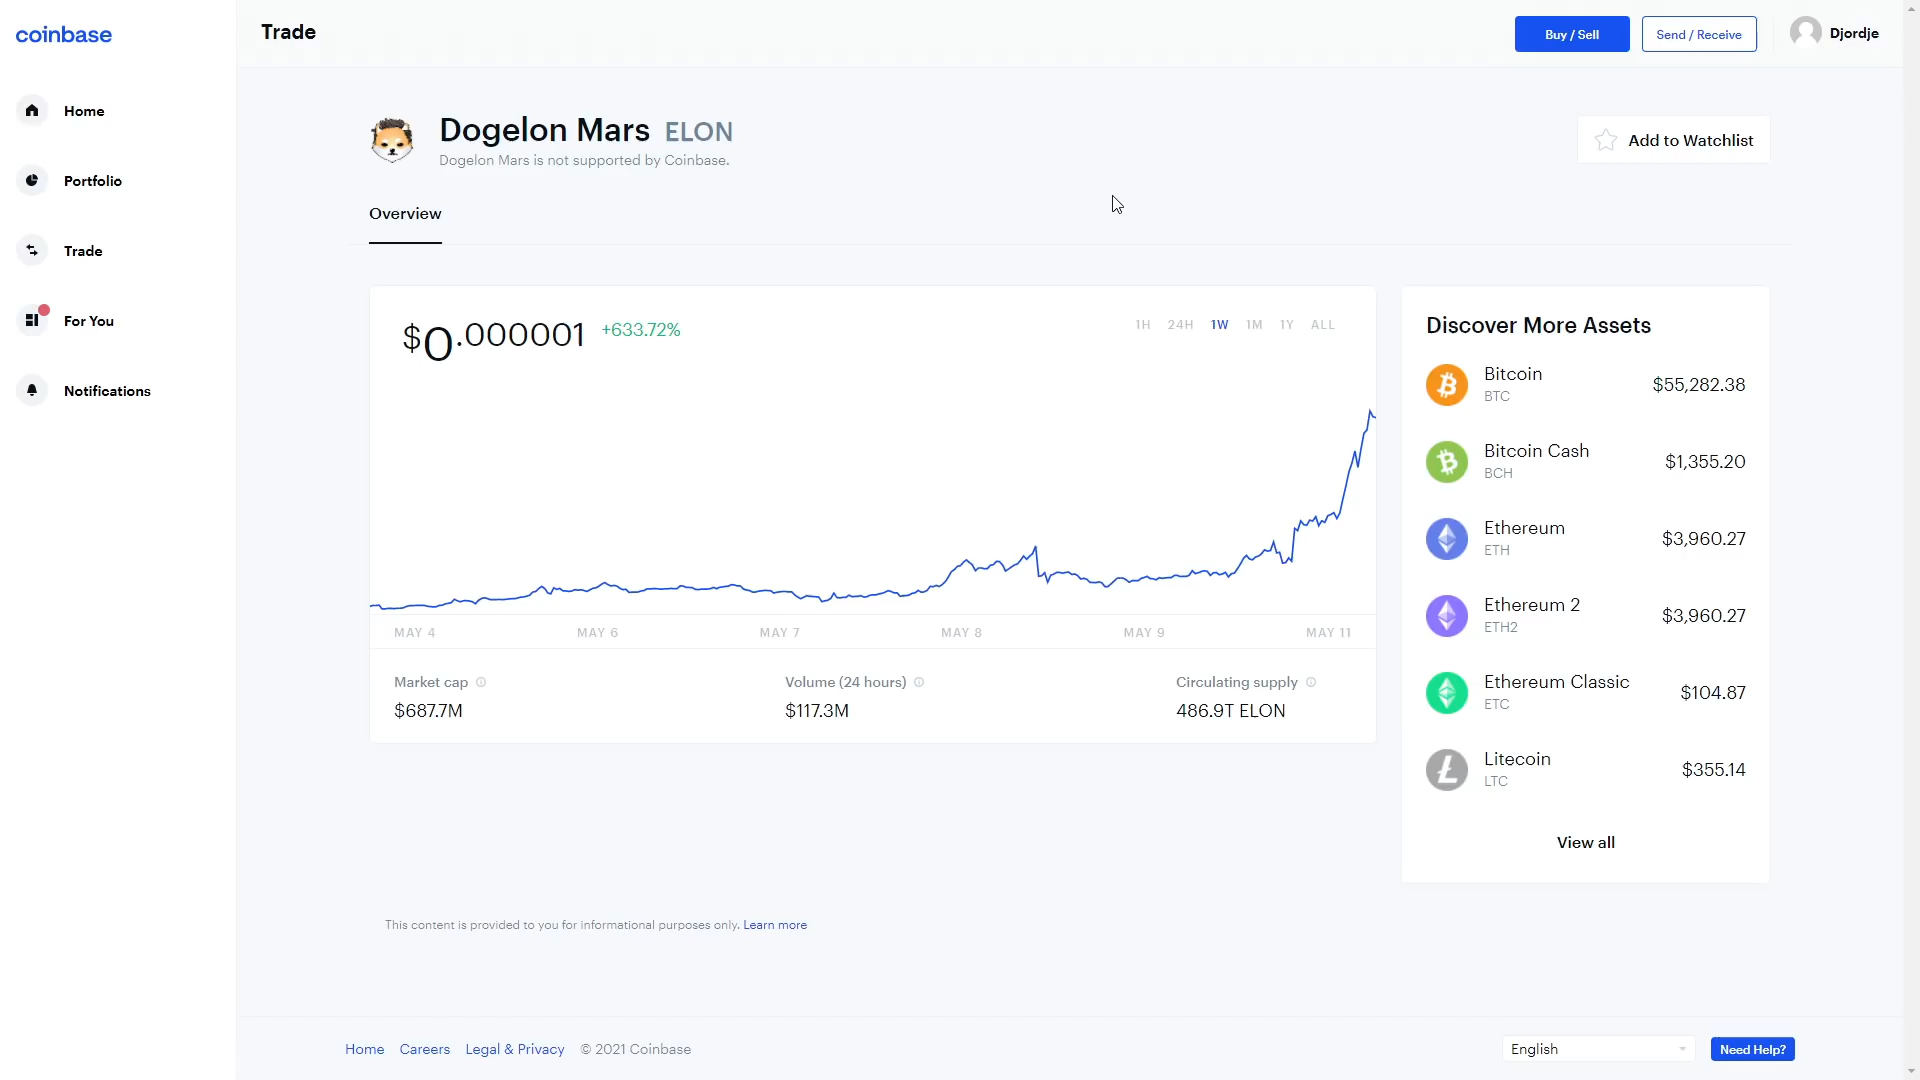 coinbase
Home
Portfolio
Trade
For You
Notifications
Trade
Buy / Sell
Send / Receive
Djordje
Dogelon Mars ELON
Dogelon Mars is not supported by Coinbase.
Add to Watchlist
Overview
$0.000001 +633.72%
1H 24H 1W 1M 1Y ALL
MAY 4 MAY 6 MAY 7 MAY 8 MAY 9 MAY 11
Market cap
$687.7M
Volume (24 hours)
$117.3M
Circulating supply
486.9T ELON
Discover More Assets
Bitcoin
BTC
$55,282.38
Bitcoin Cash
BCH
$1,355.20
Ethereum
ETH
$3,960.27
Ethereum 2
ETH2
$3,960.27
Ethereum Classic
ETC
$104.87
Litecoin
LTC
$355.14
View all
This content is provided to you for informational purposes only. Learn more
Home Careers Legal & Privacy © 2021 Coinbase
English
Need Help?